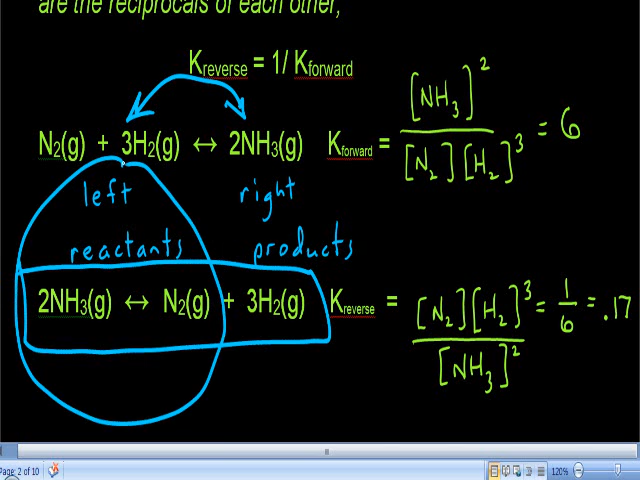 are the reciprocals of each other,
Kreverse = 1/ Kforward
N2(g) + 3H2(g) ↔ 2NH3(g) Kforward = [NH3]^2 / [N2][H2]^3 = 6
left right
reactants products
2NH3(g) ↔ N2(g) + 3H2(g) Kreverse = [N2][H2]^3 / [NH3]^2 = 1/6 = .17
Page: 2 of 10 120%